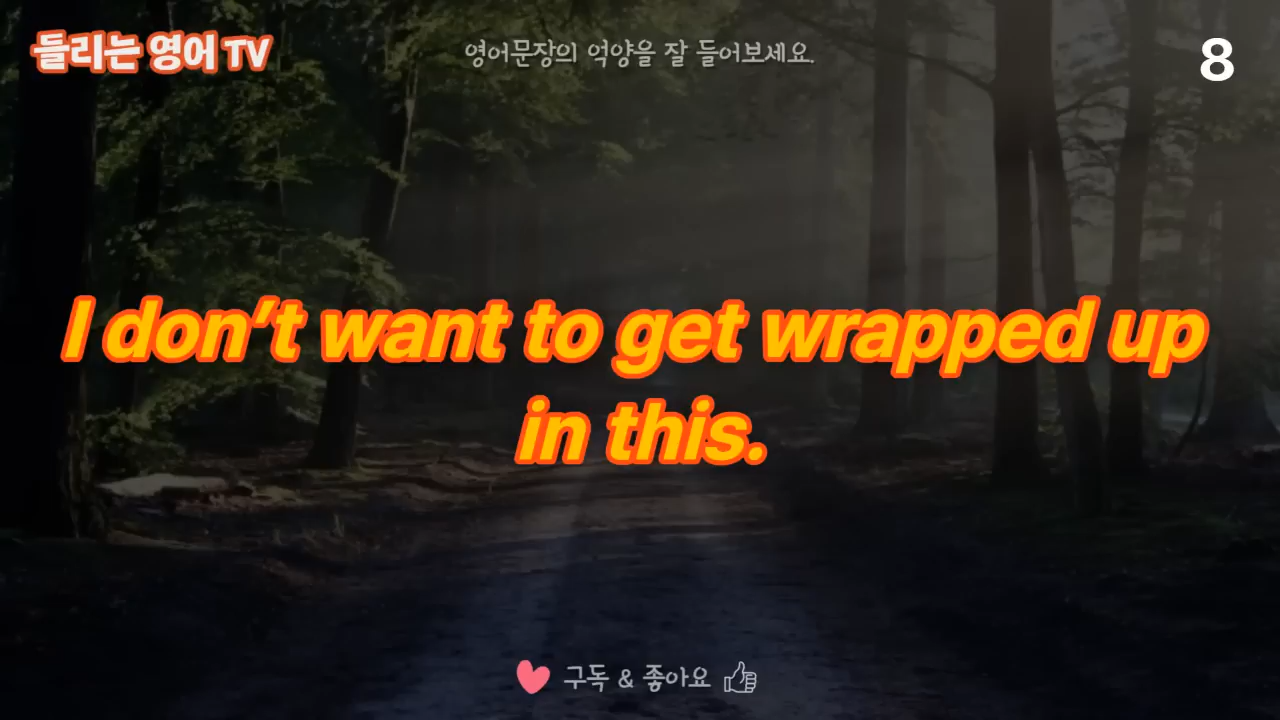 들리는 영어 TV
영어문장의 억양을 잘 들어보세요.
8
I don’t want to get wrapped up
in this.
구독 & 좋아요